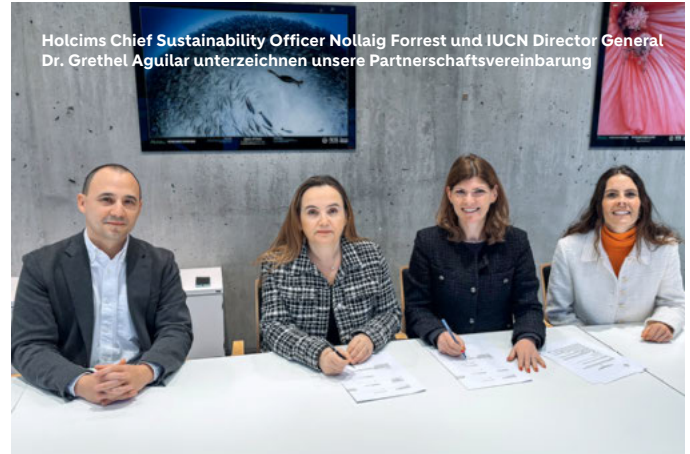 Holcims Chief Sustainability Officer Nollaig Forrest und IUCN Director General
Dr. Grethel Aguilar unterzeichnen unsere Partnerschaftsvereinbarung